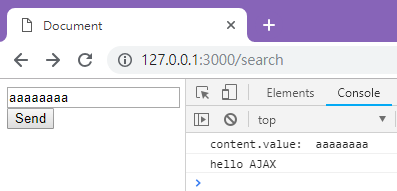 Document
127.0.0.1:3000/search
aaaaaaaa
Send
Elements
Console
top
content.value:  aaaaaaaa
hello AJAX